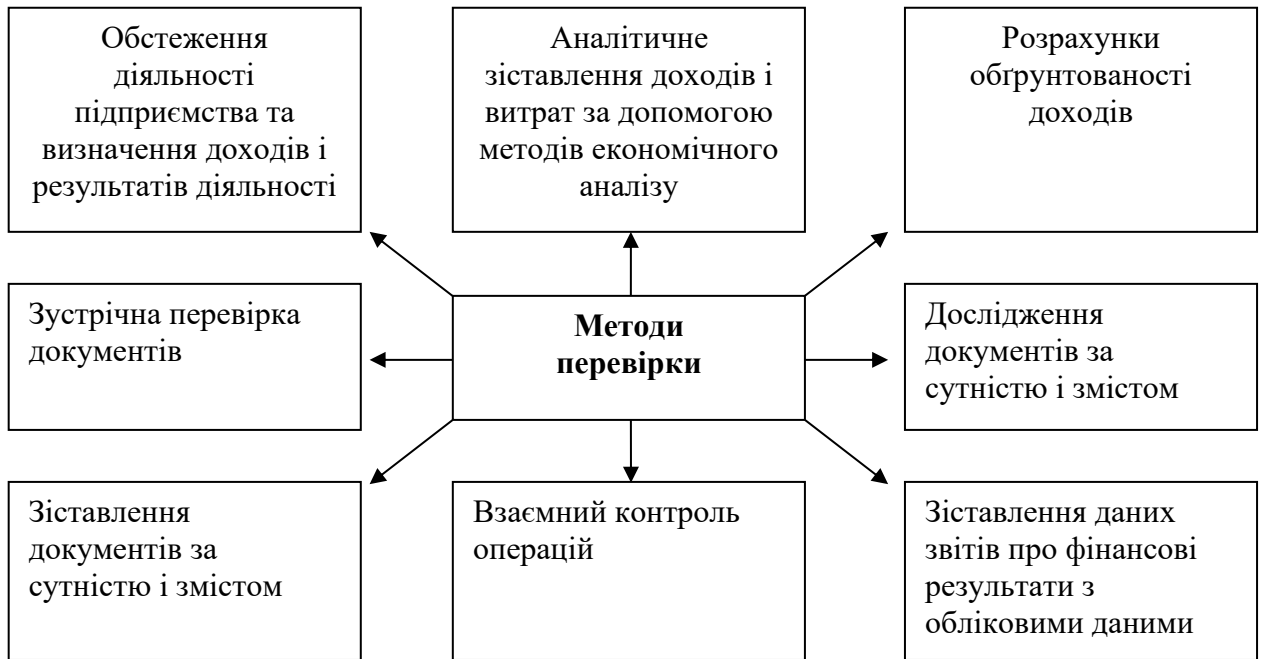 Обстеження
діяльності
підприємства та
визначення доходів і
результатів діяльності
Аналітичне
зіставлення доходів і
витрат за допомогою
методів економічного
аналізу
Розрахунки
обґрунтованості
доходів
Зустрічна перевірка
документів
Методи
перевірки
Дослідження
документів за
сутністю і змістом
Зіставлення
документів за
сутністю і змістом
Взаємний контроль
операцій
Зіставлення даних
звітів про фінансові
результати з
обліковими даними